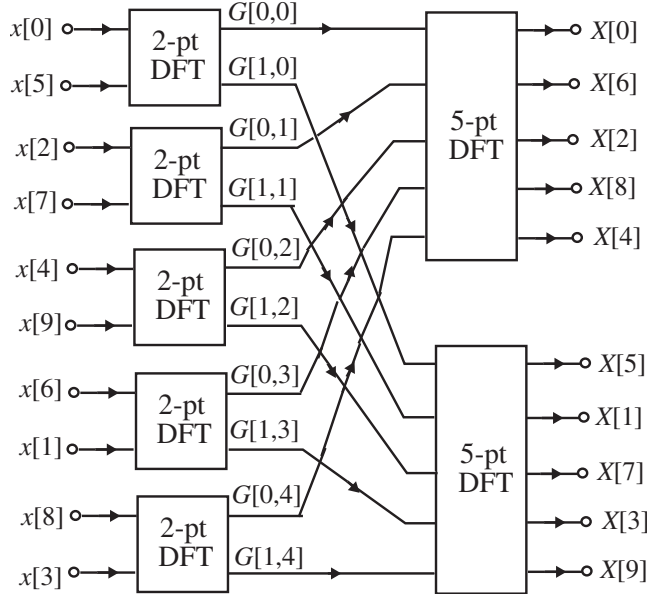 x[0]
2-pt
DFT
G[0,0]
X[0]
x[5]
G[1,0]
X[6]
x[2]
2-pt
DFT
G[0,1]
5-pt
DFT
X[2]
x[7]
G[1,1]
X[8]
x[4]
2-pt
DFT
G[0,2]
X[4]
x[9]
G[1,2]
x[6]
2-pt
DFT
G[0,3]
X[5]
x[1]
G[1,3]
X[1]
x[8]
2-pt
DFT
G[0,4]
5-pt
DFT
X[7]
X[3]
x[3]
G[1,4]
X[9]